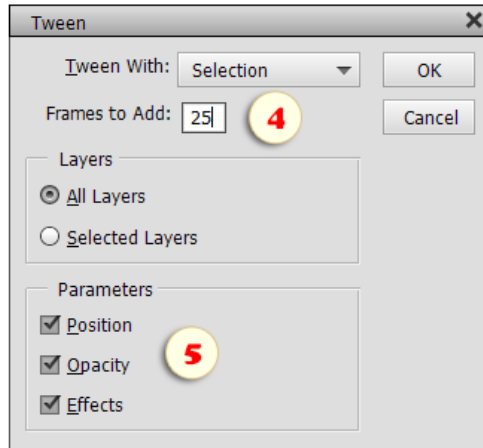 Tween
Tween With: Selection OK
Frames to Add: 25 4 Cancel
Layers
All Layers
Selected Layers
Parameters
Position
5
Opacity
Effects